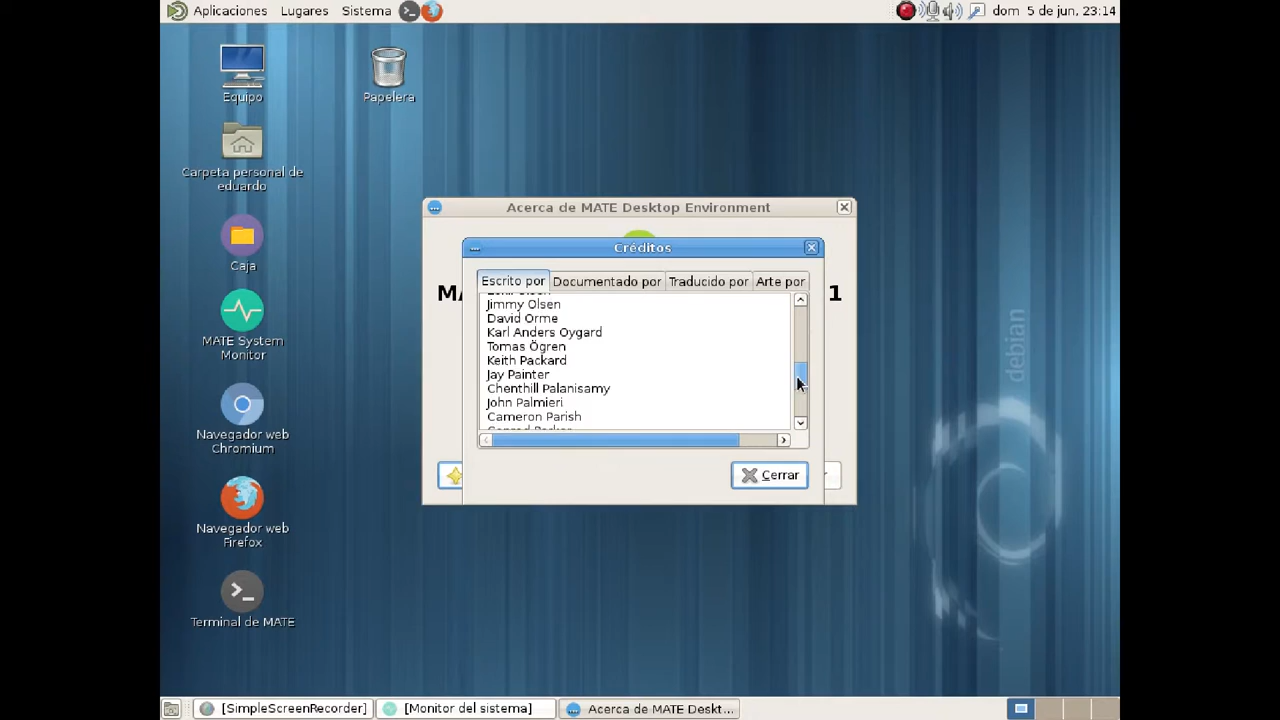 Aplicaciones Lugares Sistema dom 5 de jun, 23:14
Equipo
Papelera
Carpeta personal de
eduardo
Caja
MATE System
Monitor
Navegador web
Chromium
Navegador web
Firefox
Terminal de MATE
Acerca de MATE Desktop Environment
MA
1
Créditos
Escrito por Documentado por Traducido por Arte por
Jimmy Olsen
David Orme
Karl Anders Oygard
Tomas Ögren
Keith Packard
Jay Painter
Chenthill Palanisamy
John Palmieri
Cameron Parish
Cerrar
debian
[SimpleScreenRecorder] [Monitor del sistema] Acerca de MATE Deskt...